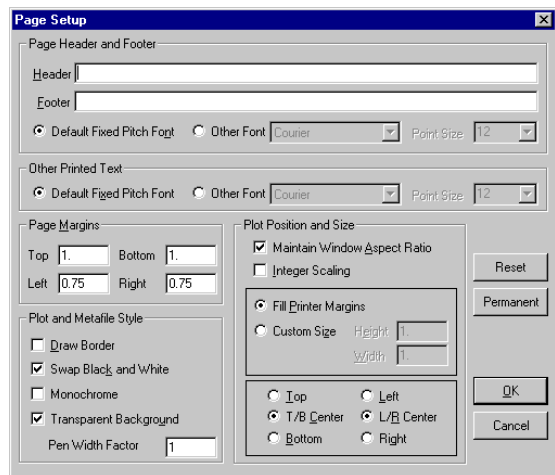 Page Setup
Page Header and Footer
Header
Footer
Default Fixed Pitch Font Other Font Courier Point Size 12
Other Printed Text
Default Fixed Pitch Font Other Font Courier Point Size 12
Page Margins
Top 1. Bottom 1.
Left 0.75 Right 0.75
Plot and Metafile Style
Draw Border
Swap Black and White
Monochrome
Transparent Background
Pen Width Factor 1
Plot Position and Size
Maintain Window Aspect Ratio
Integer Scaling
Fill Printer Margins
Custom Size Height 1.
Width 1.
Top Left
T/B Center L/R Center
Bottom Right
Reset
Permanent
OK
Cancel